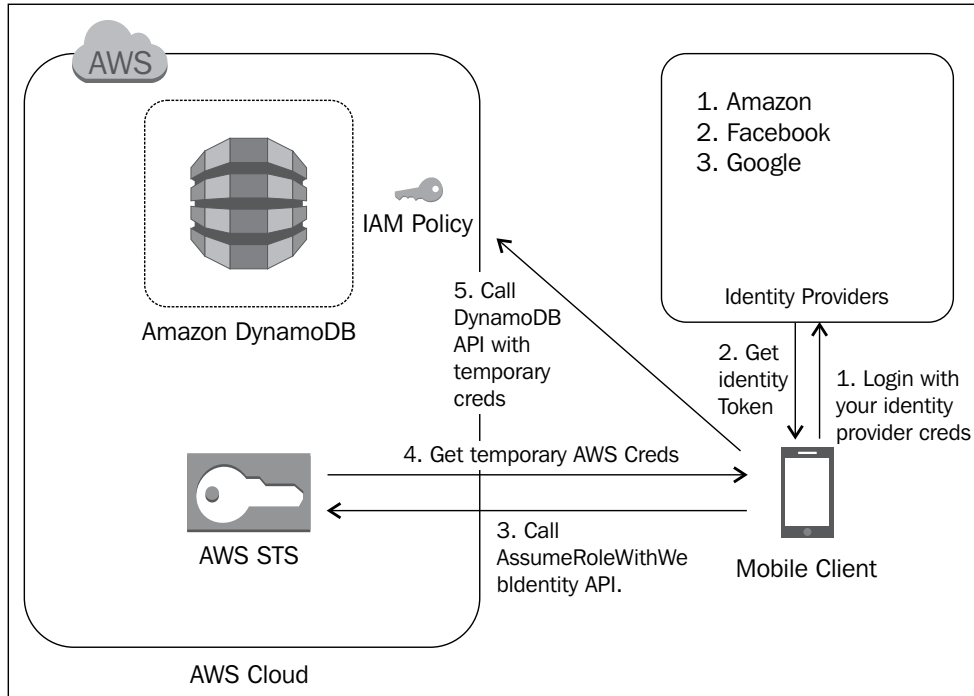 AWS
1. Amazon
2. Facebook
3. Google
Identity Providers
IAM Policy
Amazon DynamoDB
5. Call
DynamoDB
API with
temporary
creds
2. Get
identity
Token
1. Login with
your identity
provider creds
4. Get temporary AWS Creds
AWS STS
3. Call
AssumeRoleWithWe
bIdentity API.
Mobile Client
AWS Cloud